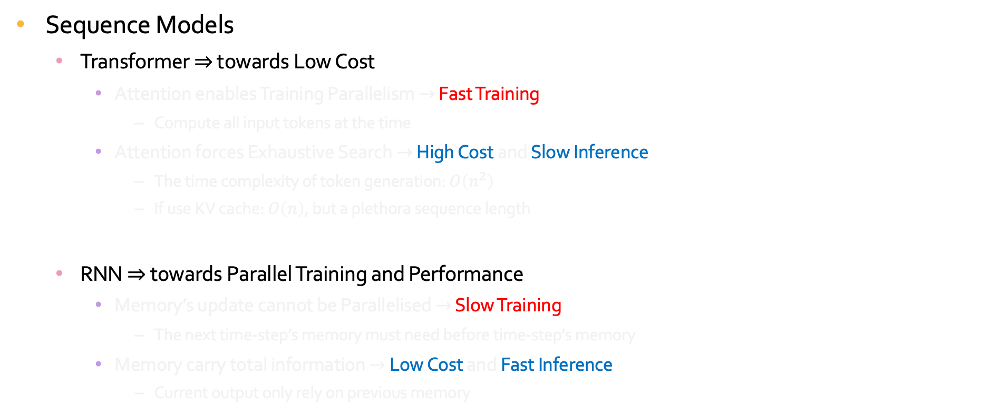 • Sequence Models
• Transformer ⇒ towards Low Cost
• Attention enables Training Parallelism → Fast Training
– Compute all input tokens at the time
• Attention forces Exhaustive Search → High Cost and Slow Inference
– The time complexity of token generation: O(n²)
– If use KV cache: O(n), but a plethora sequence length
• RNN ⇒ towards Parallel Training and Performance
• Memory’s update cannot be Parallelised → Slow Training
– The next time-step’s memory must need before time-step’s memory
• Memory carry total information → Low Cost and Fast Inference
– Current output only rely on previous memory